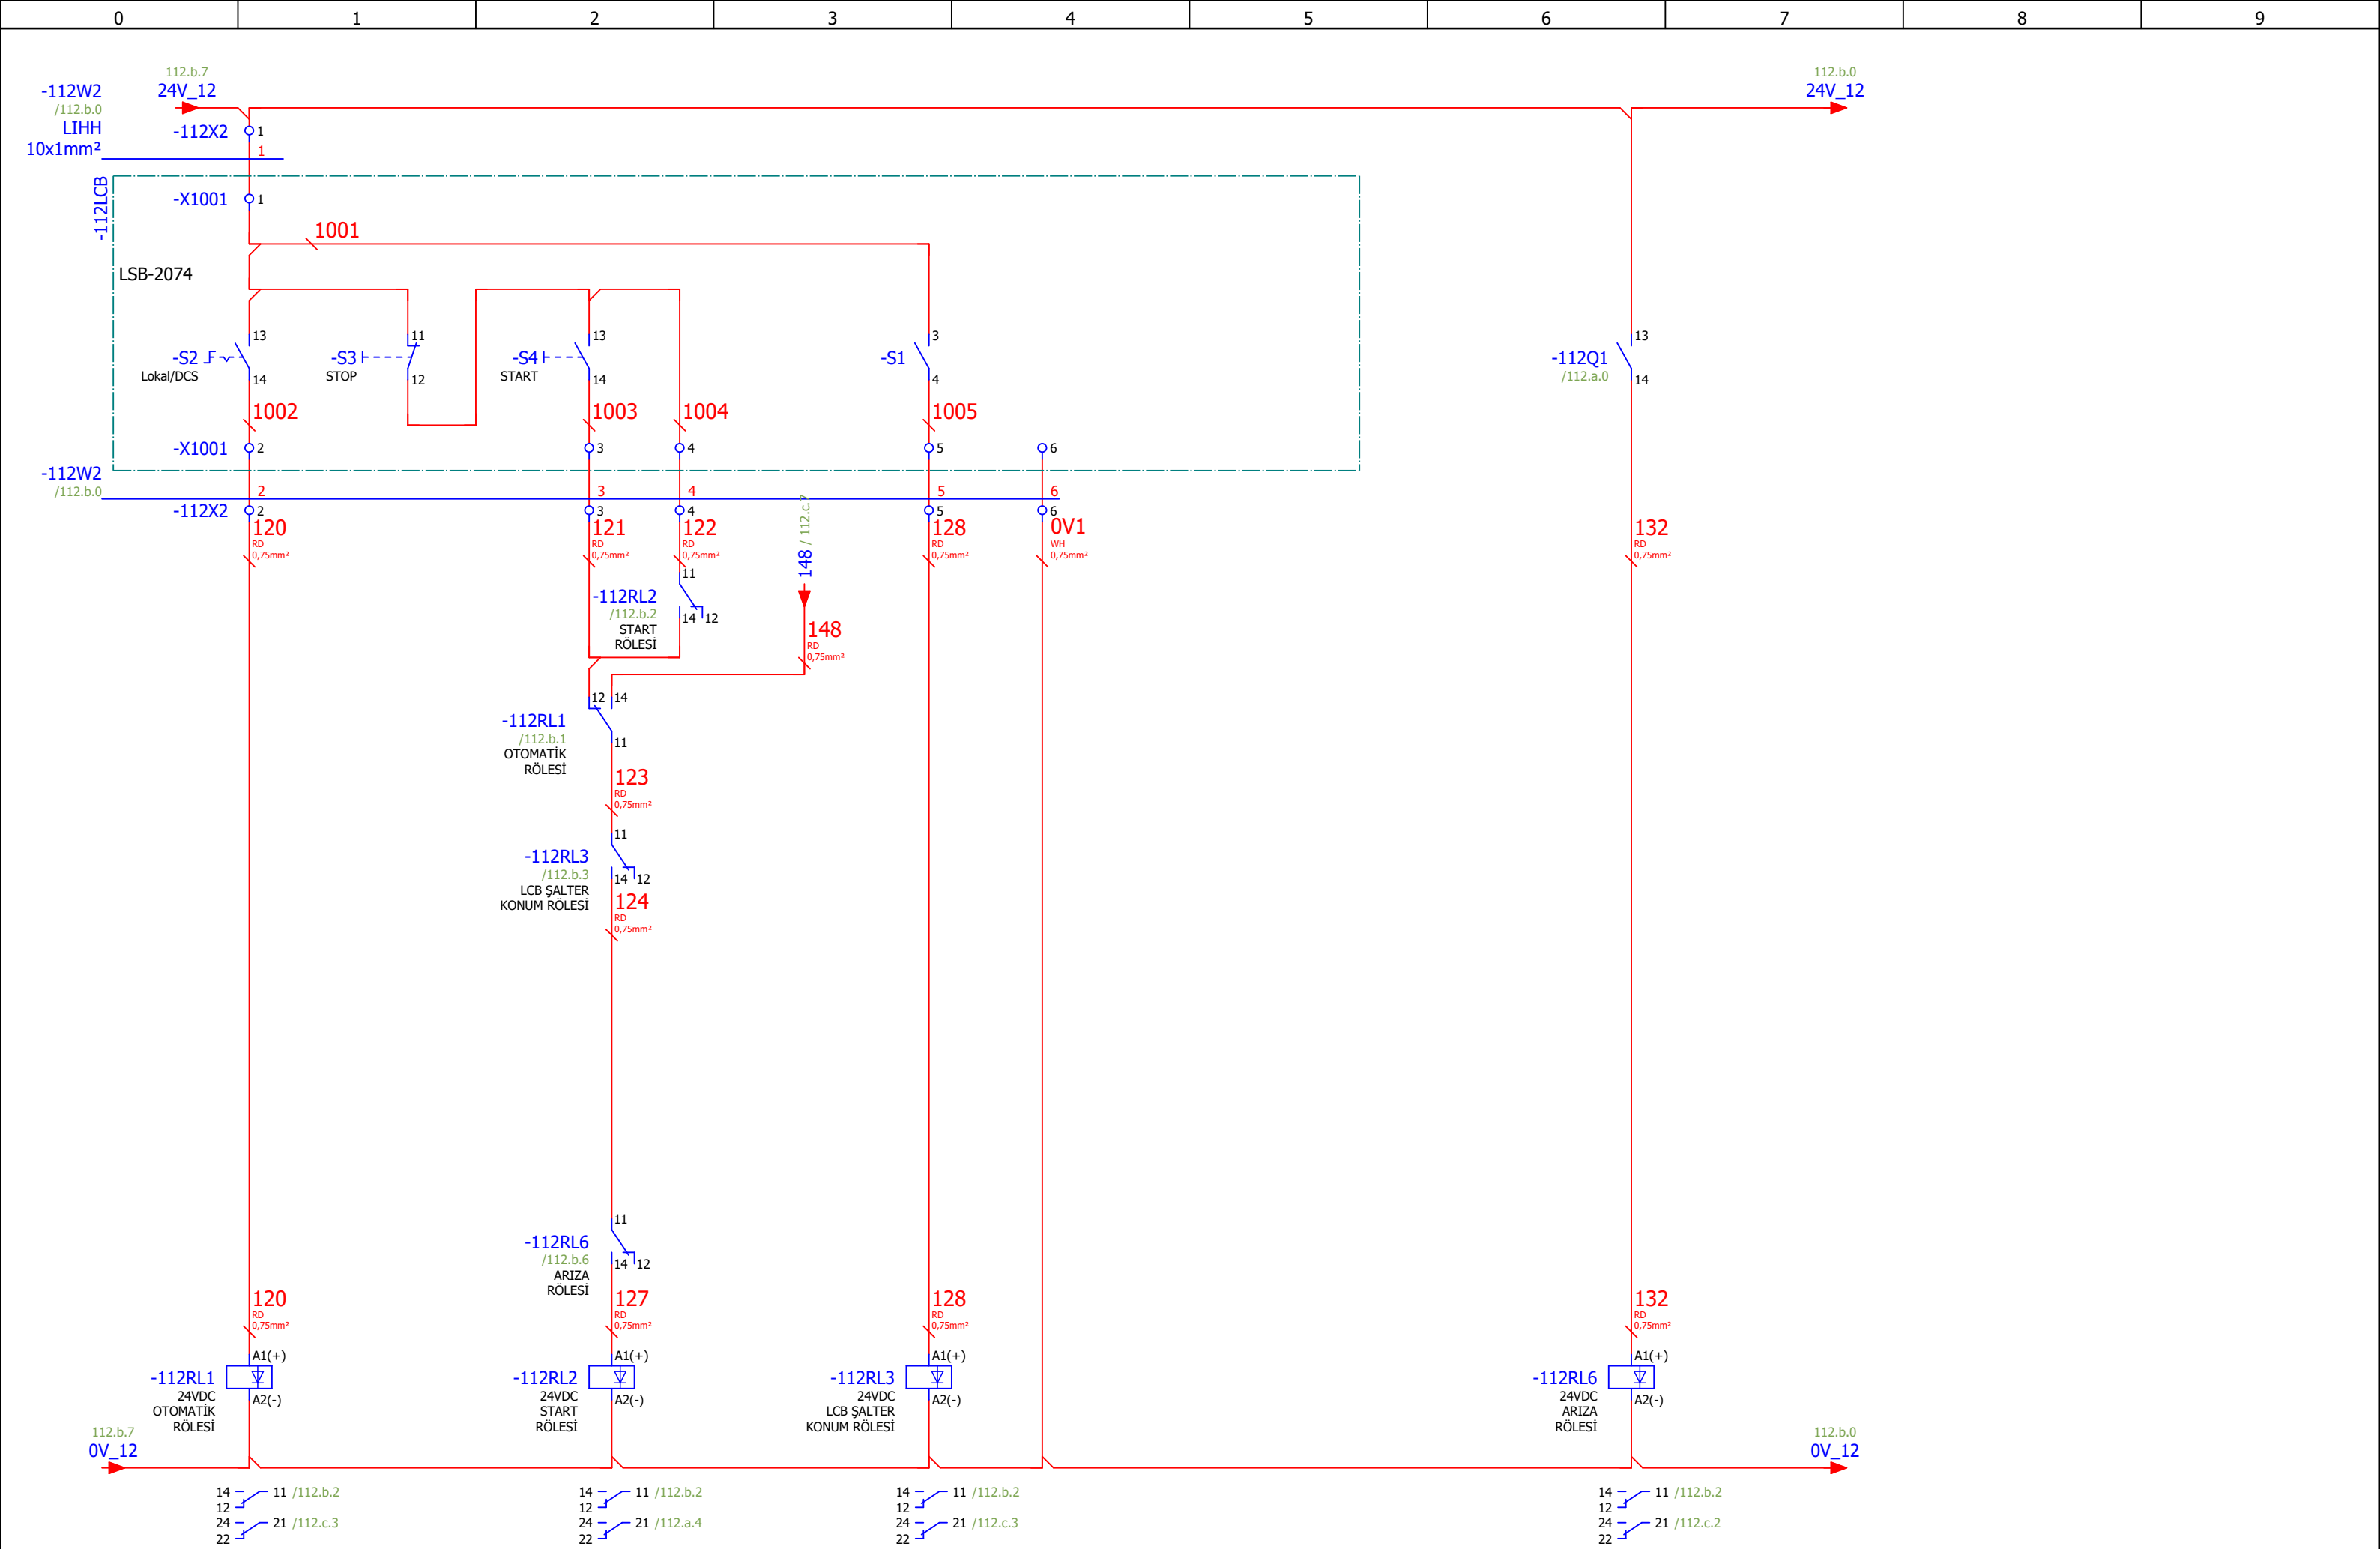 0 1 2 3 4 5 6 7 8 9
112.b.7
24V_12
-112W2
/112.b.0
LIHH
10x1mm²
-112X2 1
1
112.b.0
24V_12
-112LCB
-X1001 1
1001
LSB-2074
13 11 13 3 13
-S2 -S3 -S4 -S1 -112Q1
Lokal/DCS STOP START /112.a.0
14 12 14 4 14
1002 1003 1004 1005
-X1001 2 3 4 5 6
-112W2
/112.b.0
2 3 4 5 6
-112X2 2 3 4 5 6
120 121 122 128 0V1 132
RD RD RD RD WH RD
0,75mm² 0,75mm² 0,75mm² 0,75mm² 0,75mm² 0,75mm²
148 / 112.c.7
11
-112RL2
/112.b.2
14 12
START
RÖLESİ
148
RD
0,75mm²
12 14
-112RL1
/112.b.1
11
OTOMATİK
RÖLESİ
123
RD
0,75mm²
11
-112RL3
/112.b.3
14 12
LCB ŞALTER
KONUM RÖLESİ
124
RD
0,75mm²
11
-112RL6
/112.b.6
14 12
ARIZA
RÖLESİ
120 127 128 132
RD RD RD RD
0,75mm² 0,75mm² 0,75mm² 0,75mm²
A1(+) A1(+) A1(+) A1(+)
-112RL1 -112RL2 -112RL3 -112RL6
24VDC 24VDC 24VDC 24VDC
A2(-) A2(-) A2(-) A2(-)
OTOMATİK START LCB ŞALTER ARIZA
RÖLESİ RÖLESİ KONUM RÖLESİ RÖLESİ
112.b.7 112.b.0
0V_12 0V_12
14 11 /112.b.2 14 11 /112.b.2 14 11 /112.b.2 14 11 /112.b.2
12 12 12 12
24 21 /112.c.3 24 21 /112.a.4 24 21 /112.c.3 24 21 /112.c.2
22 22 22 22